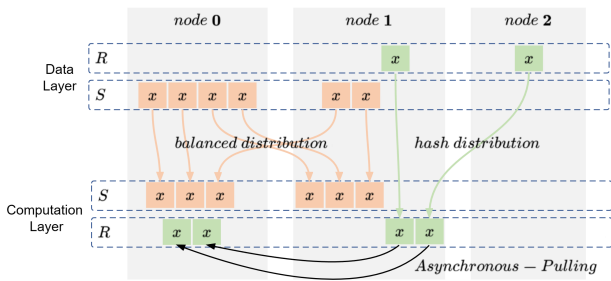 node 0 node 1 node 2
Data
Layer
R x x
S x x x x x x
balanced distribution hash distribution
Computation
Layer
S x x x x x x
R x x x x
Asynchronous − Pulling